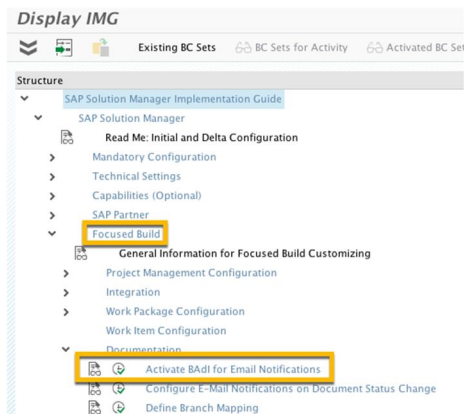 Display IMG
Existing BC Sets BC Sets for Activity Activated BC Set
Structure
SAP Solution Manager Implementation Guide
SAP Solution Manager
Read Me: Initial and Delta Configuration
Mandatory Configuration
Technical Settings
Capabilities (Optional)
SAP Partner
Focused Build
General Information for Focused Build Customizing
Project Management Configuration
Integration
Work Package Configuration
Work Item Configuration
Documentation
Activate BAdI for Email Notifications
Configure E-Mail Notifications on Document Status Change
Define Branch Mapping